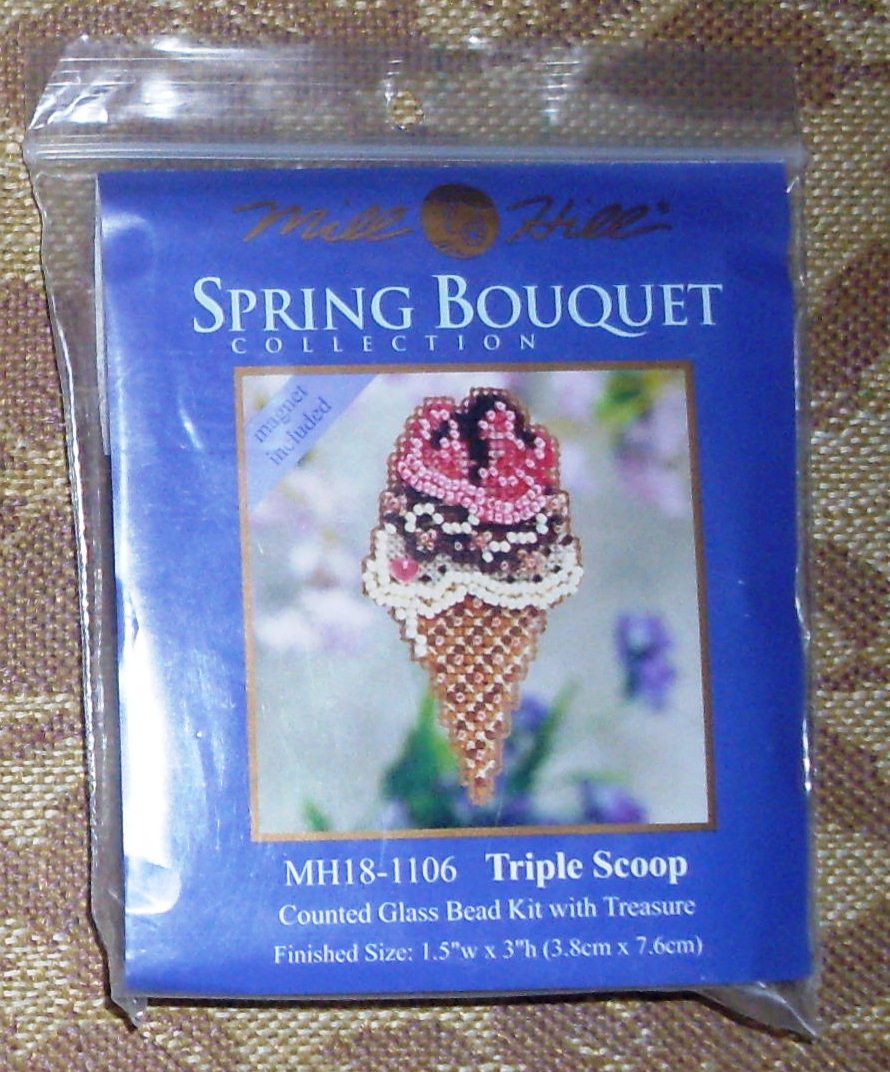 Mill Hill®
SPRING BOUQUET
COLLECTION
magnet
included
MH18-1106 Triple Scoop
Counted Glass Bead Kit with Treasure
Finished Size: 1.5"w x 3"h (3.8cm x 7.6cm)